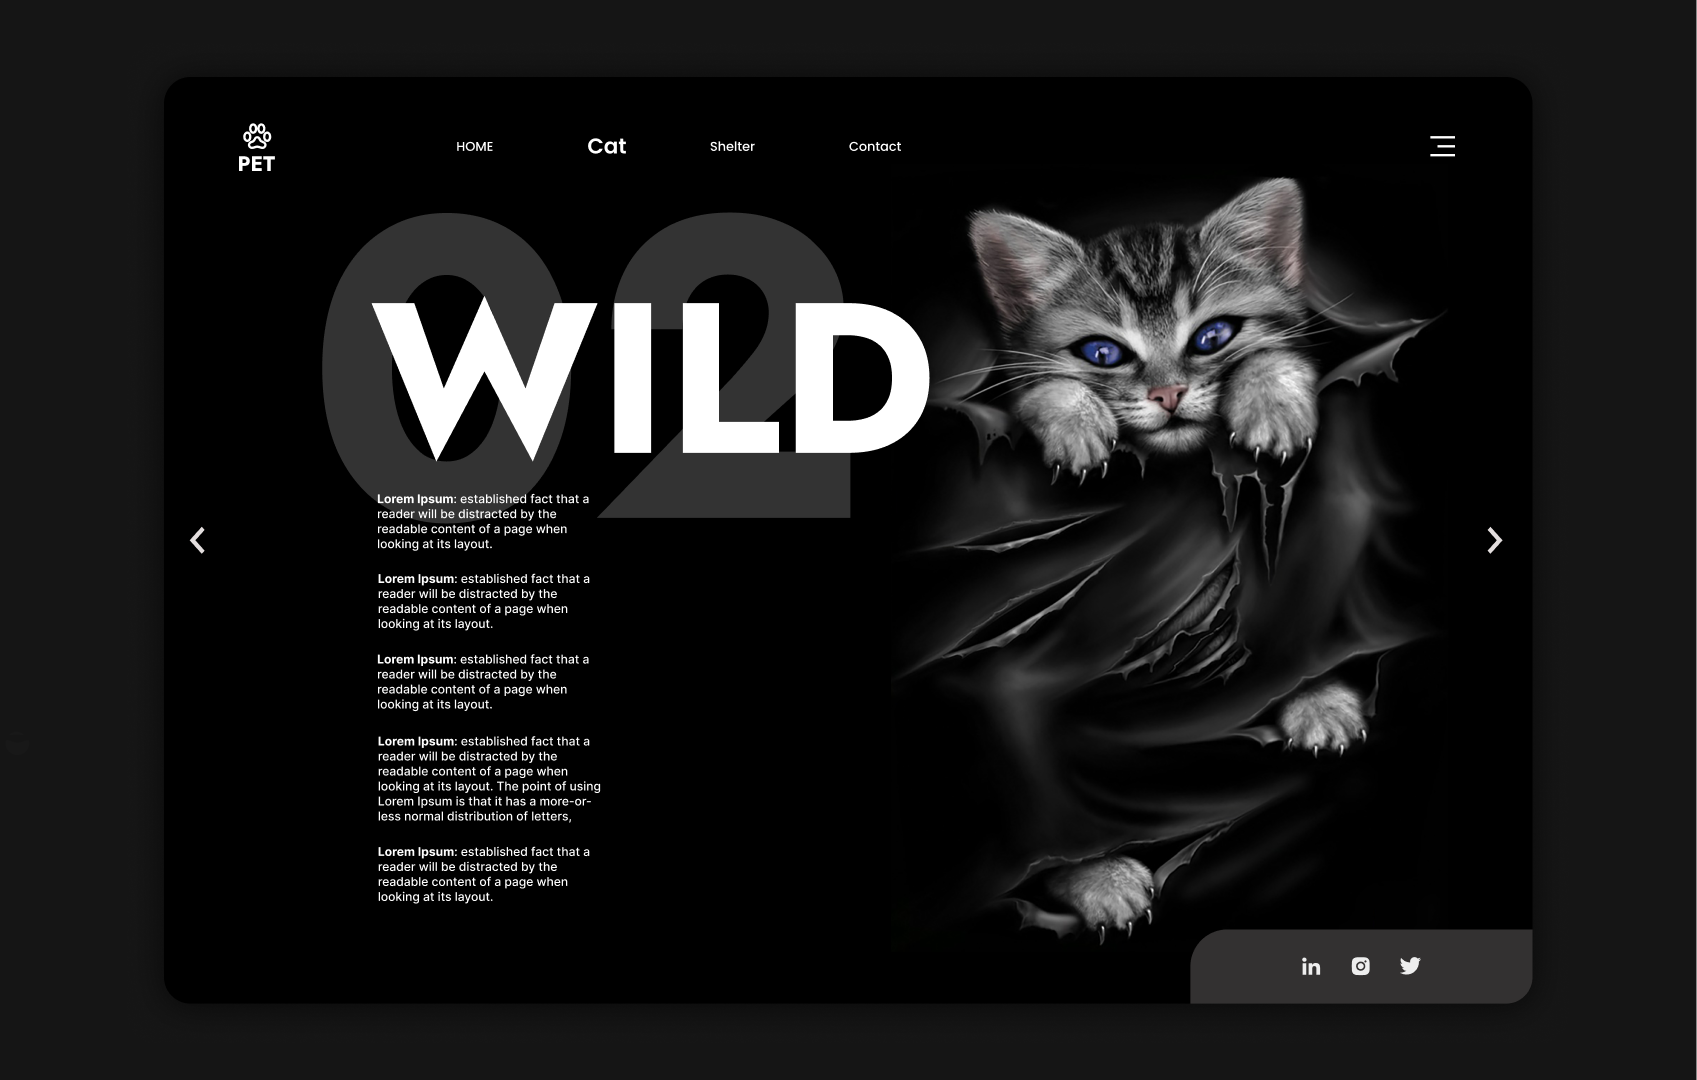 PET
HOME
Cat
Shelter
Contact
02
WILD
Lorem Ipsum: established fact that a
reader will be distracted by the
readable content of a page when
looking at its layout.
Lorem Ipsum: established fact that a
reader will be distracted by the
readable content of a page when
looking at its layout.
Lorem Ipsum: established fact that a
reader will be distracted by the
readable content of a page when
looking at its layout.
Lorem Ipsum: established fact that a
reader will be distracted by the
readable content of a page when
looking at its layout. The point of using
Lorem Ipsum is that it has a more-or-
less normal distribution of letters,
Lorem Ipsum: established fact that a
reader will be distracted by the
readable content of a page when
looking at its layout.
in